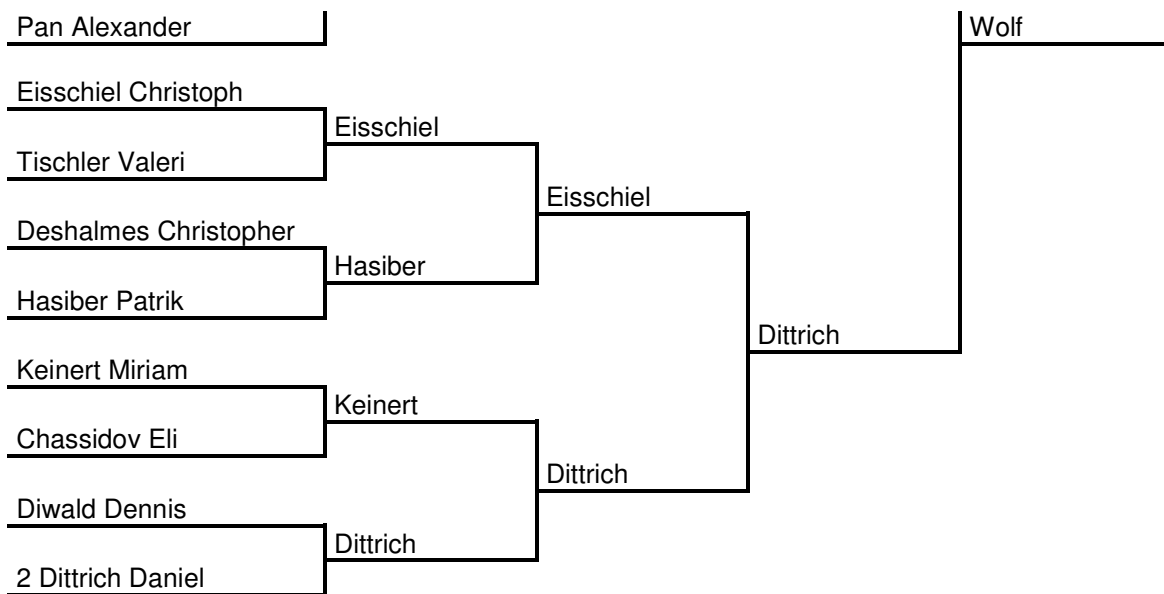 Pan Alexander
Wolf
Eisschiel Christoph
Eisschiel
Tischler Valeri
Eisschiel
Deshalmes Christopher
Hasiber
Hasiber Patrik
Dittrich
Keinert Miriam
Keinert
Chassidov Eli
Dittrich
Diwald Dennis
Dittrich
2 Dittrich Daniel